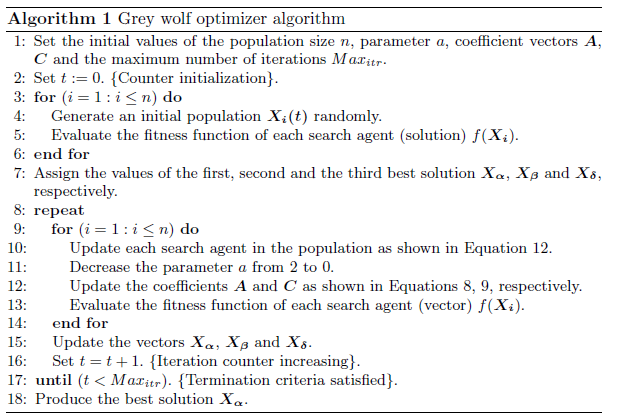 Algorithm 1 Grey wolf optimizer algorithm
1: Set the initial values of the population size n, parameter a, coefficient vectors A,
C and the maximum number of iterations Max_itr.
2: Set t := 0. {Counter initialization}.
3: for (i = 1 : i ≤ n) do
4: Generate an initial population X_i(t) randomly.
5: Evaluate the fitness function of each search agent (solution) f(X_i).
6: end for
7: Assign the values of the first, second and the third best solution X_α, X_β and X_δ,
respectively.
8: repeat
9: for (i = 1 : i ≤ n) do
10: Update each search agent in the population as shown in Equation 12.
11: Decrease the parameter a from 2 to 0.
12: Update the coefficients A and C as shown in Equations 8, 9, respectively.
13: Evaluate the fitness function of each search agent (vector) f(X_i).
14: end for
15: Update the vectors X_α, X_β and X_δ.
16: Set t = t + 1. {Iteration counter increasing}.
17: until (t < Max_itr). {Termination criteria satisfied}.
18: Produce the best solution X_α.